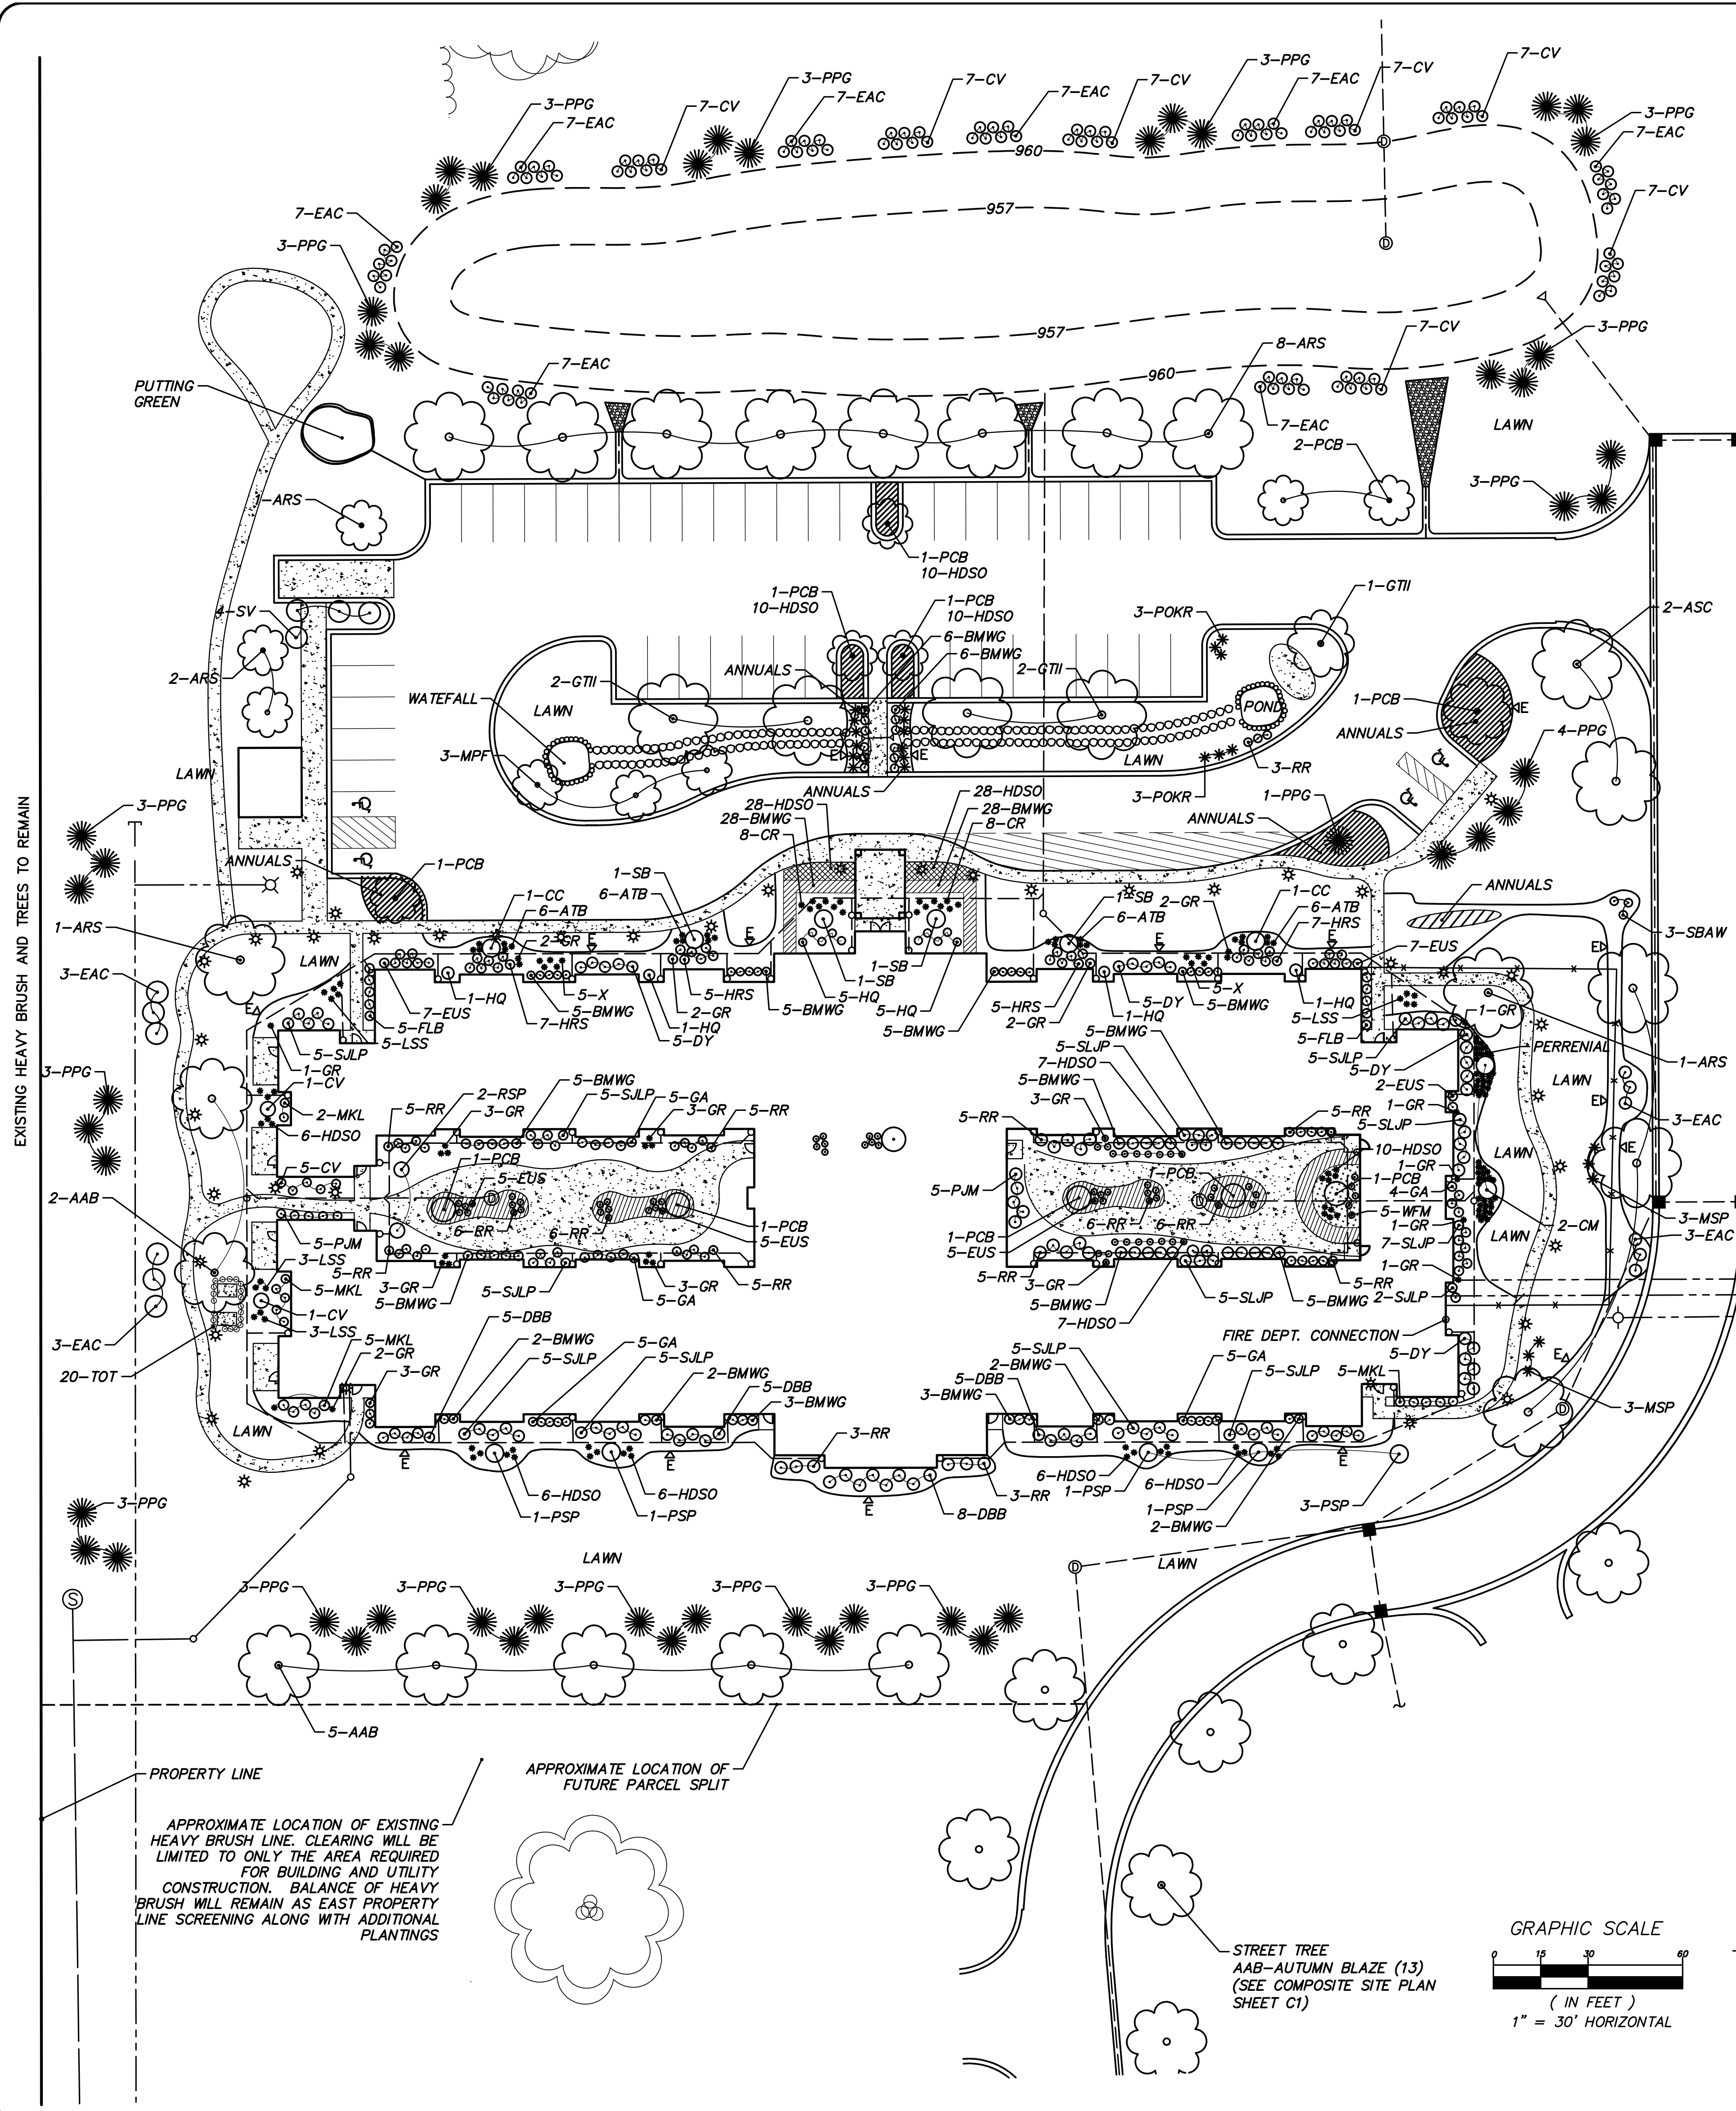 3-PPG
7-EAC
7-CV
3-PPG
7-EAC
7-CV
7-EAC
7-CV
3-PPG
7-EAC
7-CV
7-CV
3-PPG
7-EAC
7-CV
960
D
957
D
7-EAC
3-PPG
957
960
7-CV
3-PPG
7-EAC
8-ARS
PUTTING
GREEN
7-EAC
2-PCB
LAWN
3-PPG
1-ARS
1-PCB
10-HDSO
1-PCB
10-HDSO
1-PCB
10-HDSO
6-BMWG
6-BMWG
3-POKR
1-GTII
2-ASC
4-SV
2-ARS
WATEFALL
2-GTII
LAWN
ANNUALS
2-GTII
POND
1-PCB
ANNUALS
E
4-PPG
3-MPF
E
E
LAWN
3-RR
3-POKR
ANNUALS
LAWN
3-PPG
28-HDSO
28-BMWG
8-CR
28-HDSO
28-BMWG
8-CR
1-PPG
ANNUALS
EXISTING HEAVY BRUSH AND TREES TO REMAIN
ANNUALS
1-PCB
1-CC
6-ATB
2-GR
1-SB
6-ATB
E
E
1-SB
6-ATB
2-GR
1-CC
6-ATB
7-HRS
E
E
ANNUALS
3-SBAW
1-ARS
3-EAC
LAWN
E
7-EUS
5-FLB
5-LSS
1-HQ
7-HRS
5-BMWG
5-X
5-DY
1-HQ
2-GR
5-HRS
5-BMWG
5-HQ
1-SB
1-SB
5-HQ
5-BMWG
5-HRS
2-GR
1-HQ
5-DY
5-X
5-BMWG
1-HQ
5-LSS
5-FLB
7-EUS
E
1-GR
5-SJLP
1-GR
1-CV
5-SJLP
5-DY
PERRENIAL
1-ARS
LAWN
3-PPG
2-MKL
6-HDSO
5-RR
2-RSP
3-GR
5-BMWG
5-SJLP
5-GA
3-GR
5-RR
5-BMWG
5-SLJP
7-HDSO
5-BMWG
3-GR
5-RR
5-RR
2-EUS
1-GR
5-SLJP
E
3-EAC
5-CV
1-PCB
5-EUS
D
6-RR
6-RR
1-PCB
5-EUS
5-PJM
1-PCB
5-EUS
6-RR
6-RR
D
1-PCB
10-HDSO
1-PCB
5-WFM
1-GR
4-GA
1-GR
7-SLJP
1-GR
2-SJLP
LAWN
E
2-CM
LAWN
3-MSP
3-EAC
2-AAB
5-PJM
3-LSS
5-MKL
1-CV
3-LSS
5-RR
3-GR
5-BMWG
5-SJLP
5-GA
3-GR
5-RR
5-RR
3-GR
5-BMWG
7-HDSO
5-SLJP
5-BMWG
5-RR
3-EAC
20-TOT
5-MKL
2-GR
3-GR
5-DBB
2-BMWG
5-SJLP
5-GA
5-SJLP
2-BMWG
5-DBB
3-BMWG
5-SJLP
2-BMWG
5-DBB
3-BMWG
5-GA
5-SJLP
5-MKL
FIRE DEPT. CONNECTION
5-DY
E
LAWN
3-MSP
D
E
E
3-RR
E
8-DBB
3-RR
E
6-HDSO
1-PSP
6-HDSO
1-PSP
6-HDSO
1-PSP
6-HDSO
1-PSP
2-BMWG
3-PSP
3-PPG
S
LAWN
D
LAWN
3-PPG
3-PPG
3-PPG
3-PPG
3-PPG
5-AAB
PROPERTY LINE
APPROXIMATE LOCATION OF
FUTURE PARCEL SPLIT
APPROXIMATE LOCATION OF EXISTING
HEAVY BRUSH LINE. CLEARING WILL BE
LIMITED TO ONLY THE AREA REQUIRED
FOR BUILDING AND UTILITY
CONSTRUCTION. BALANCE OF HEAVY
BRUSH WILL REMAIN AS EAST PROPERTY
LINE SCREENING ALONG WITH ADDITIONAL
PLANTINGS
STREET TREE
AAB-AUTUMN BLAZE (13)
(SEE COMPOSITE SITE PLAN
SHEET C1)
GRAPHIC SCALE
0 15 30 60
( IN FEET )
1" = 30' HORIZONTAL